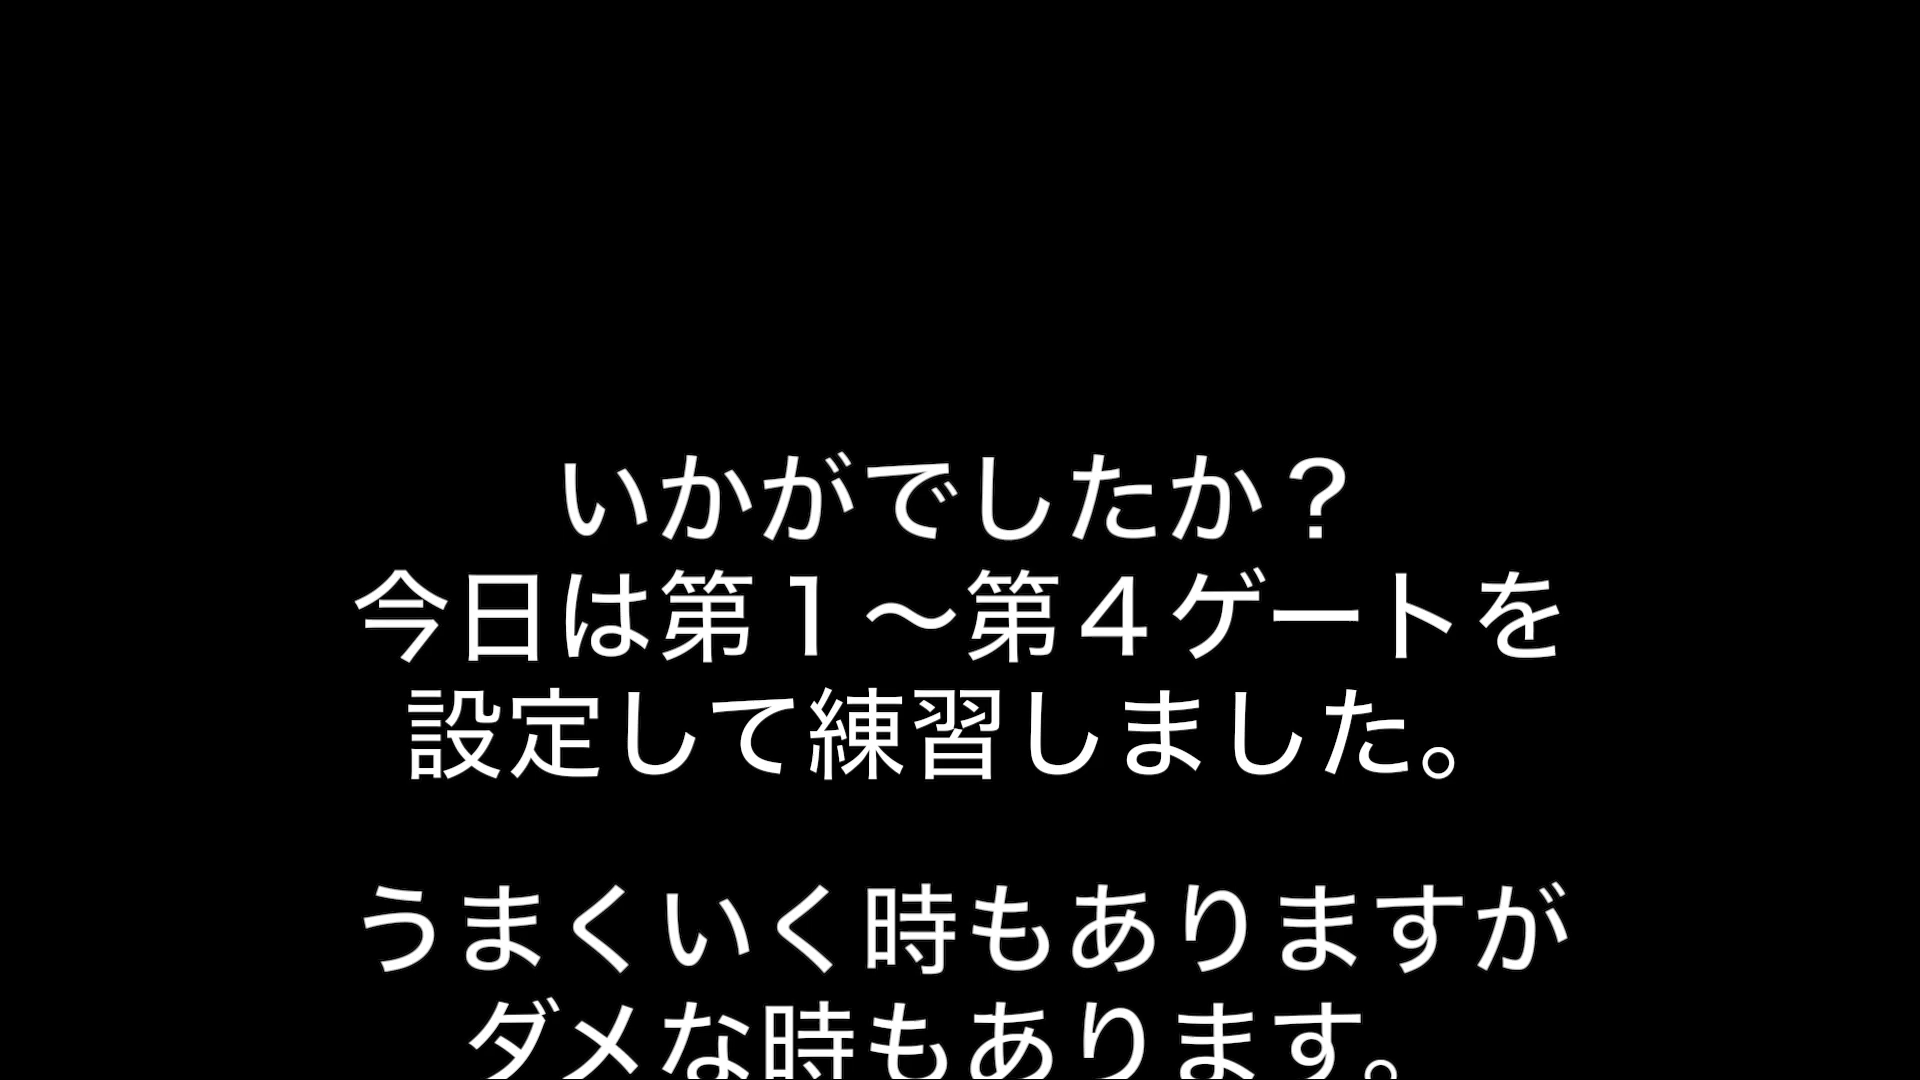 いかがでしたか？
今日は第１〜第４ゲートを
設定して練習しました。
うまくいく時もありますが
ダメな時もあります。